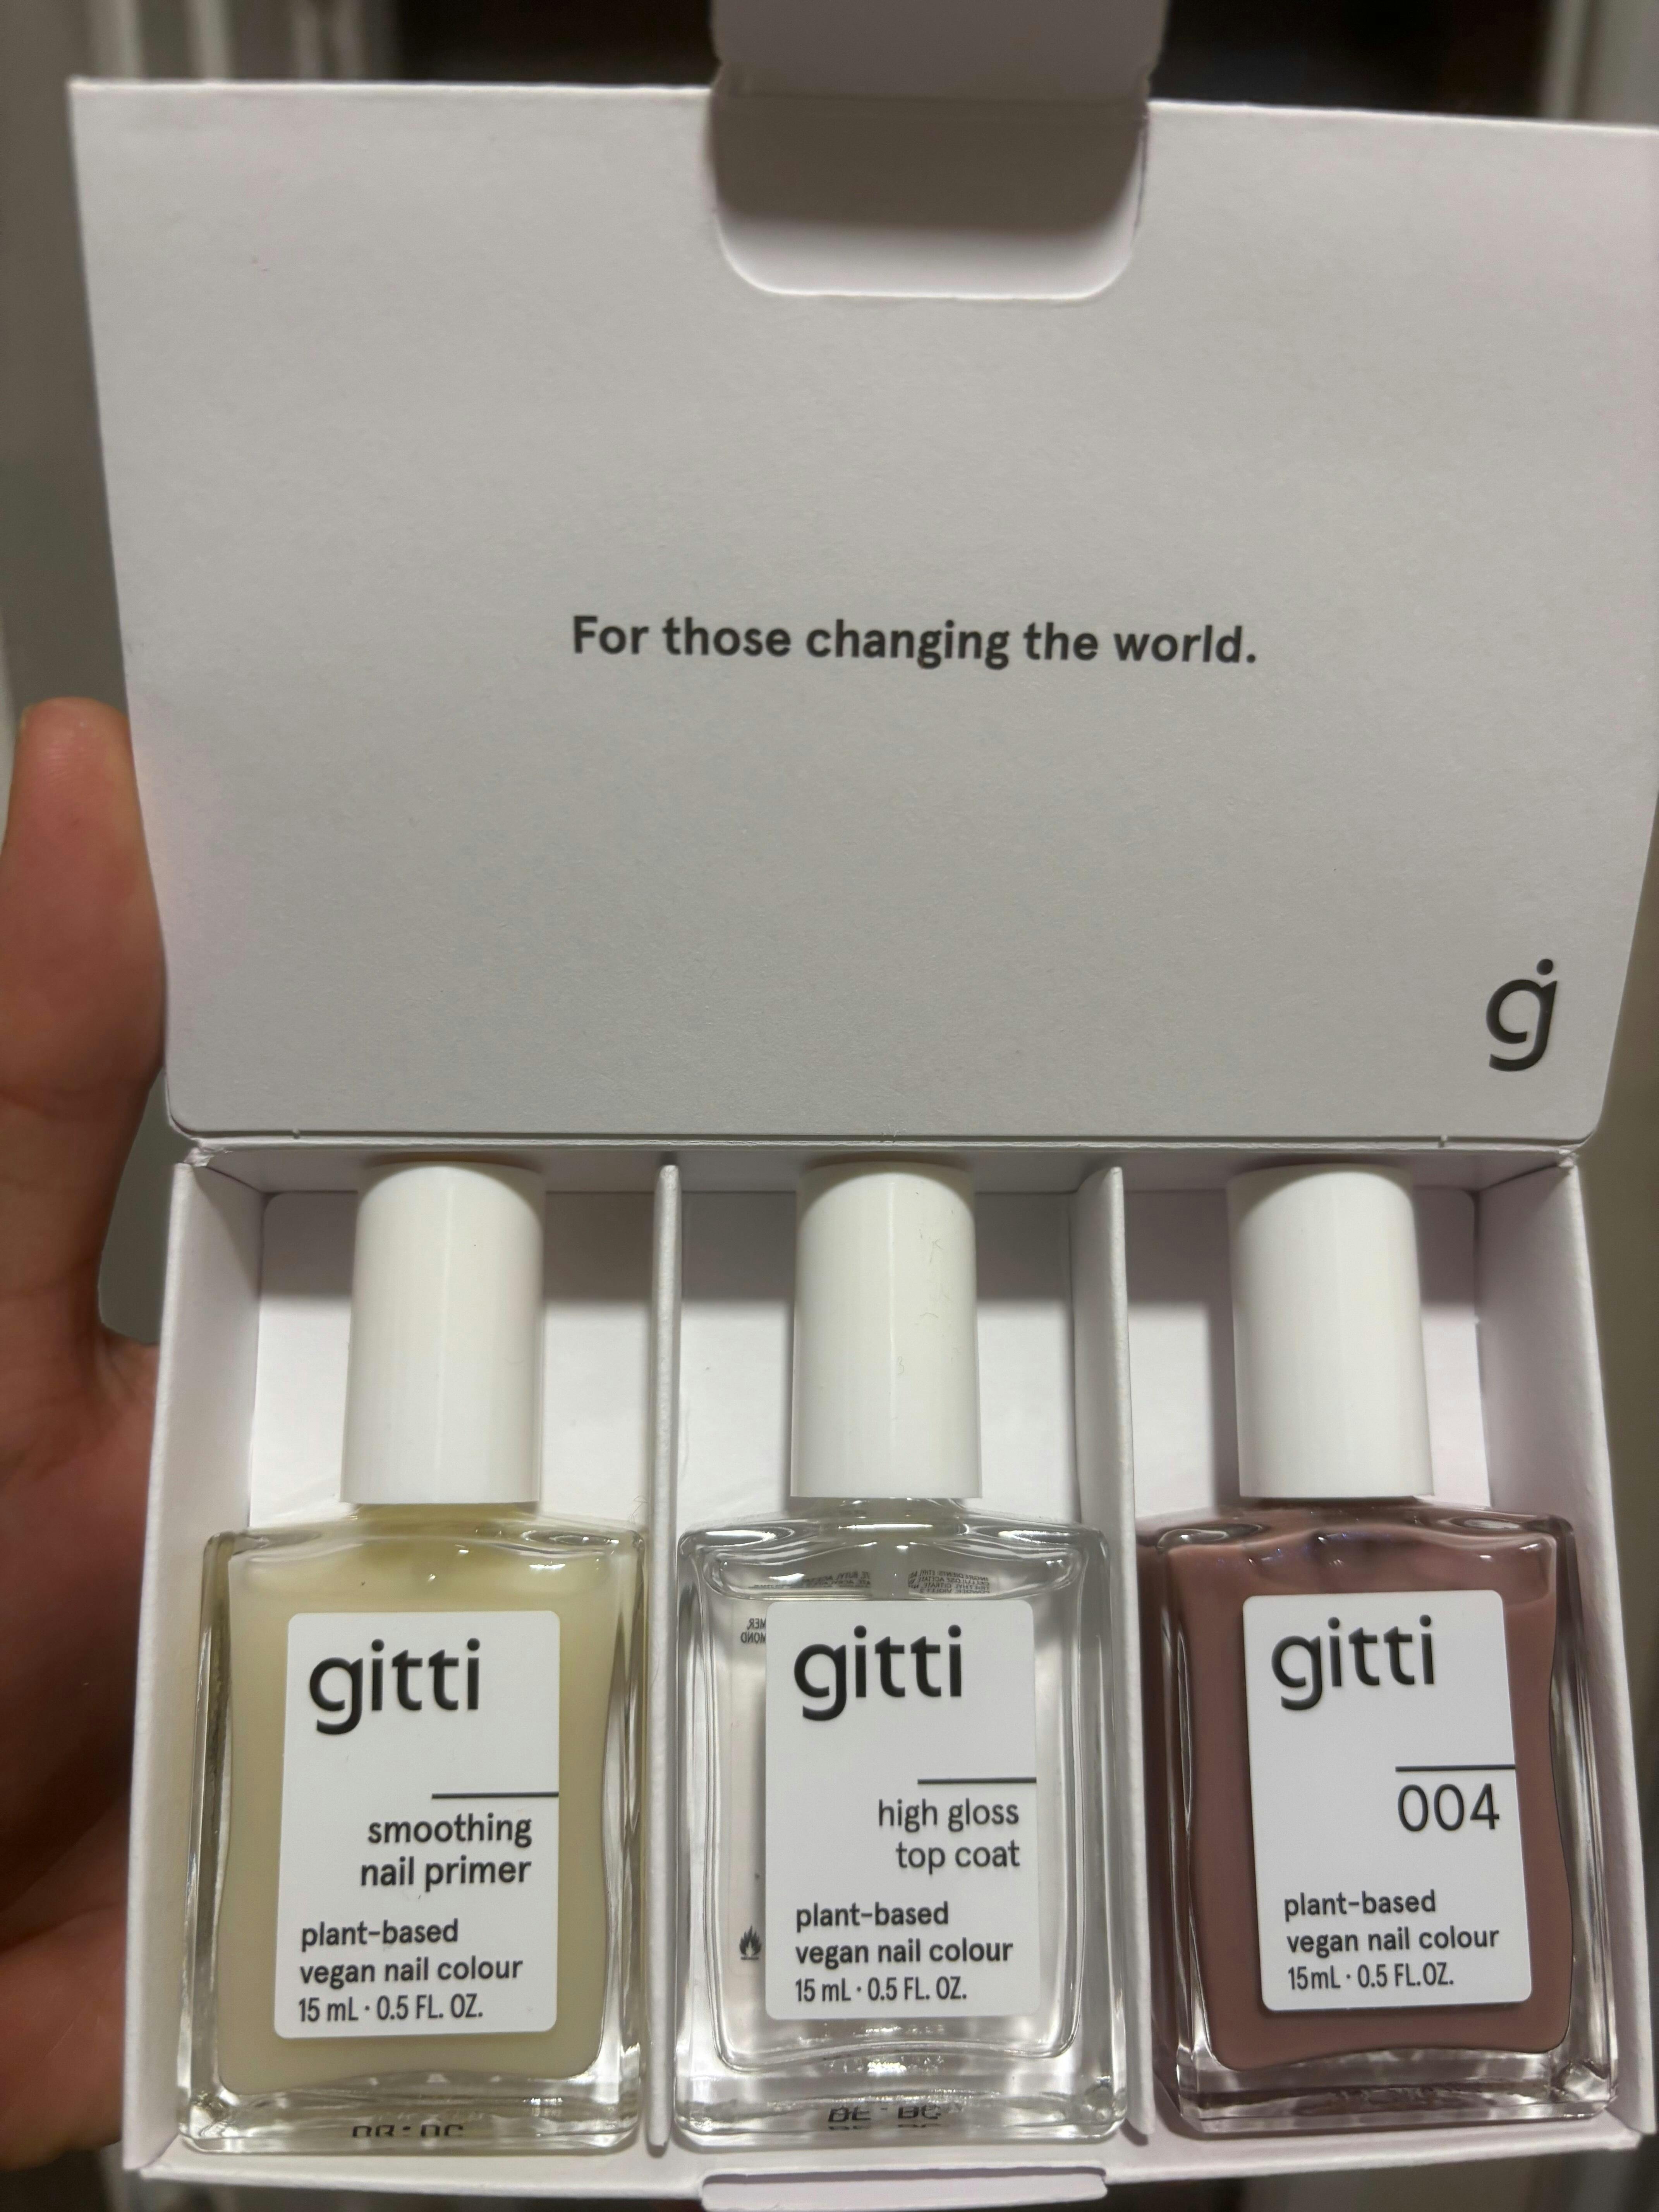 For those changing the world.
g
gitti
smoothing
nail primer
plant-based
vegan nail colour
15 mL · 0.5 FL. OZ.
gitti
high gloss
top coat
plant-based
vegan nail colour
15 mL · 0.5 FL. OZ.
gitti
004
plant-based
vegan nail colour
15 mL · 0.5 FL. OZ.